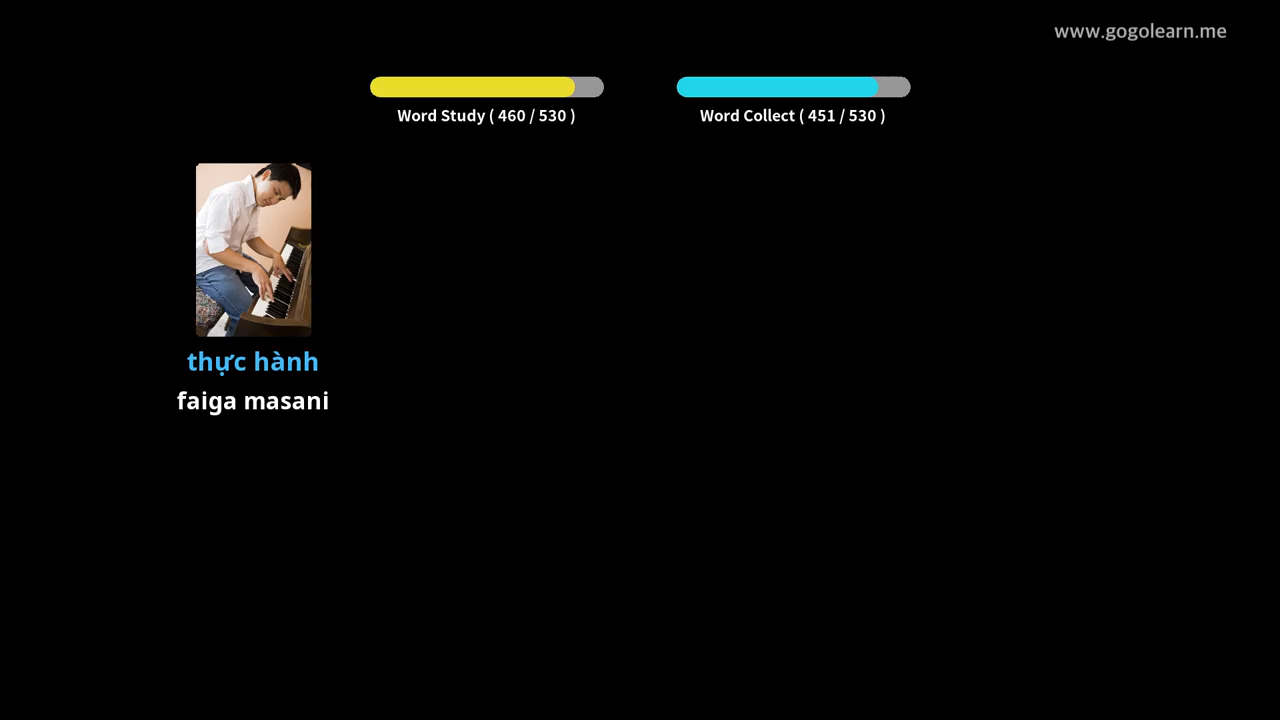 www.gogolearn.me
Word Study ( 460 / 530 )
Word Collect ( 451 / 530 )
thực hành
faiga masani